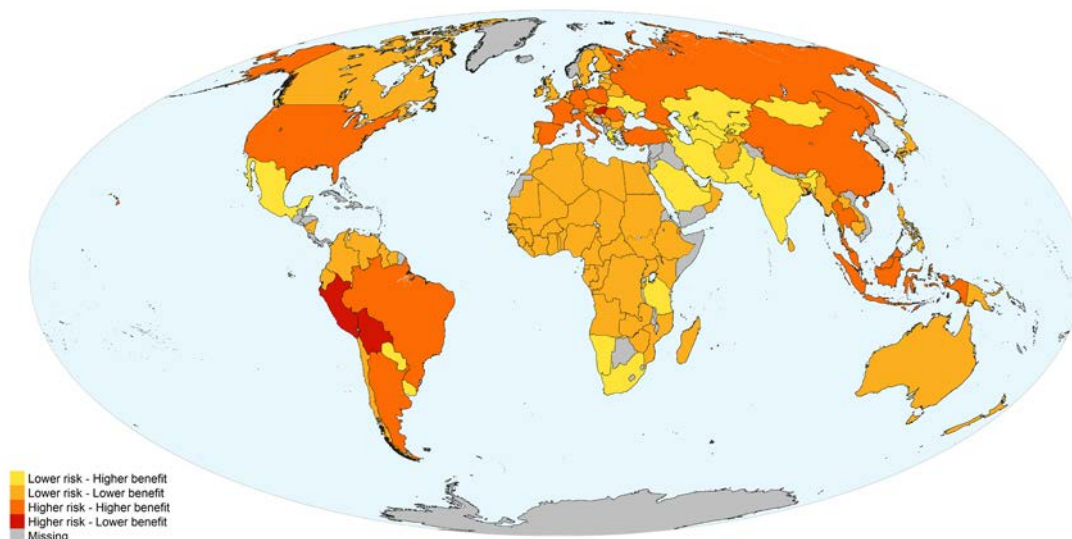 Lower risk - Higher benefit
Lower risk - Lower benefit
Higher risk - Higher benefit
Higher risk - Lower benefit
Missing